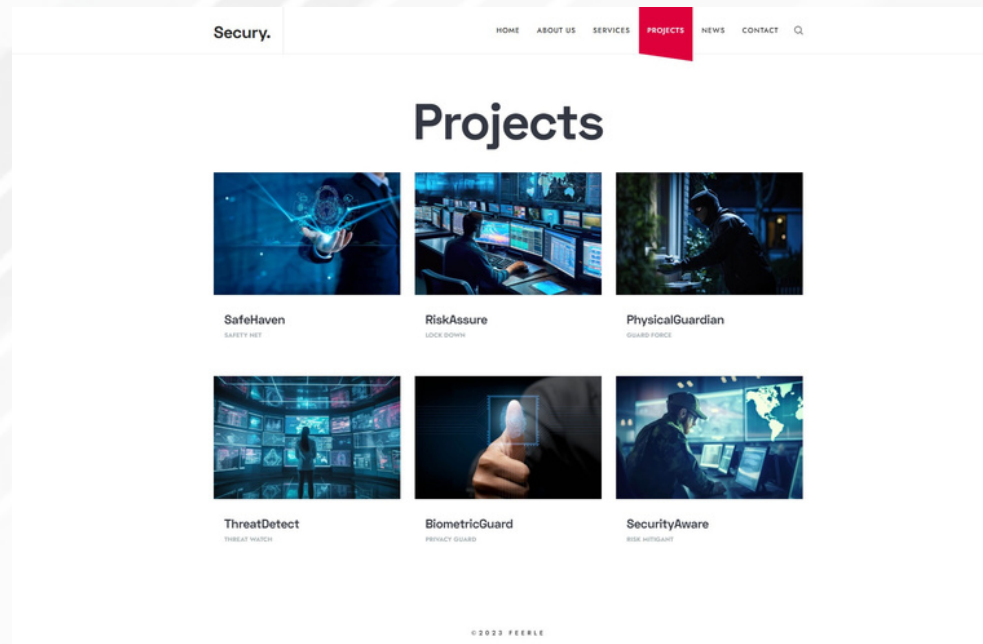 Secury.
HOME ABOUT US SERVICES PROJECTS NEWS CONTACT
Projects
SafeHaven RiskAssure PhysicalGuardian
SAFETY NET LOCK DOWN GUARD FORCE
ThreatDetect BiometricGuard SecurityAware
THREAT WATCH PRIVACY GUARD RISK MITIGANT
©2023 FEERLE